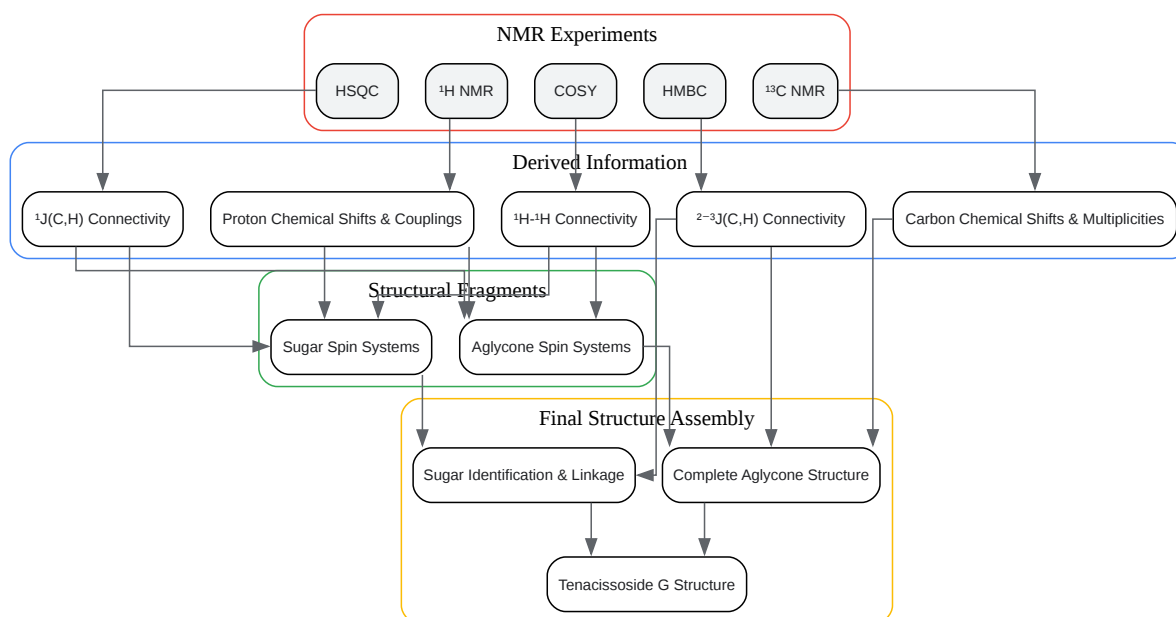 NMR Experiments
HSQC
¹H NMR
COSY
HMBC
¹³C NMR
Derived Information
¹J(C,H) Connectivity
Proton Chemical Shifts & Couplings
¹H-¹H Connectivity
²⁻³J(C,H) Connectivity
Carbon Chemical Shifts & Multiplicities
Structural Fragments
Sugar Spin Systems
Aglycone Spin Systems
Final Structure Assembly
Sugar Identification & Linkage
Complete Aglycone Structure
Tenacissoside G Structure